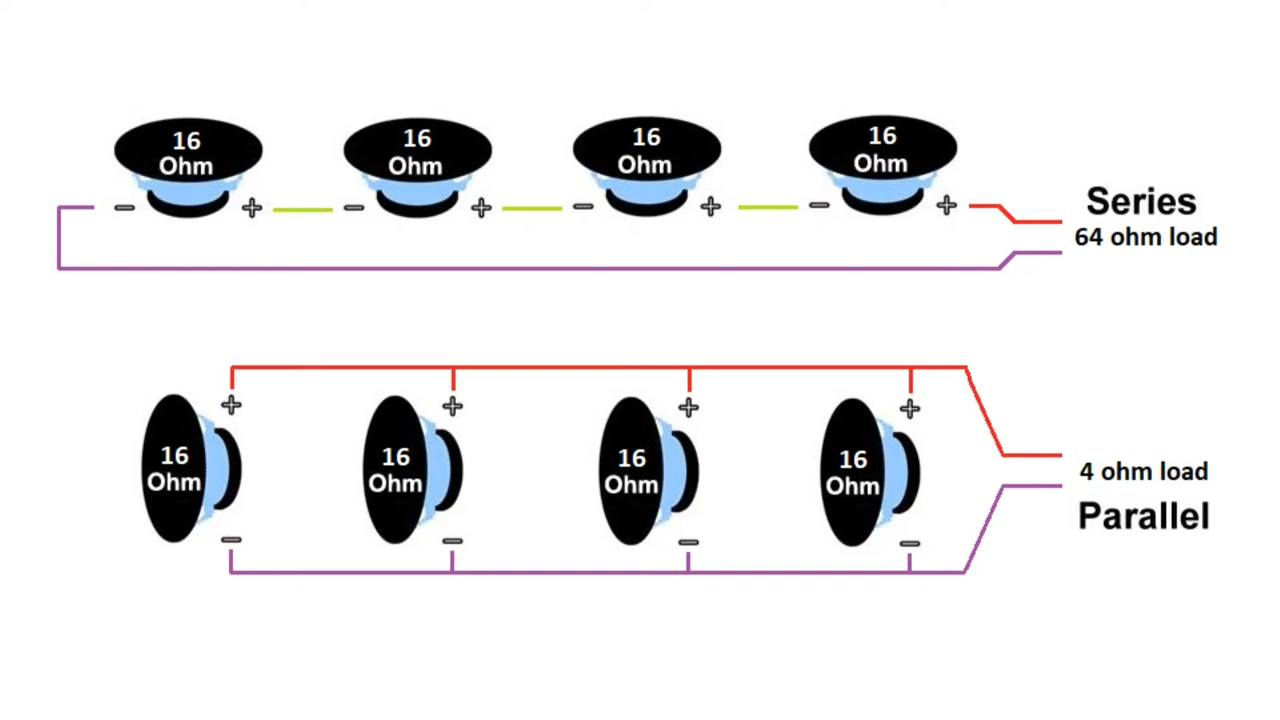 16
Ohm
16
Ohm
16
Ohm
16
Ohm
− +
− +
− +
− +
Series
64 ohm load
+
+
+
+
16
Ohm
16
Ohm
16
Ohm
16
Ohm
4 ohm load
Parallel
−
−
−
−